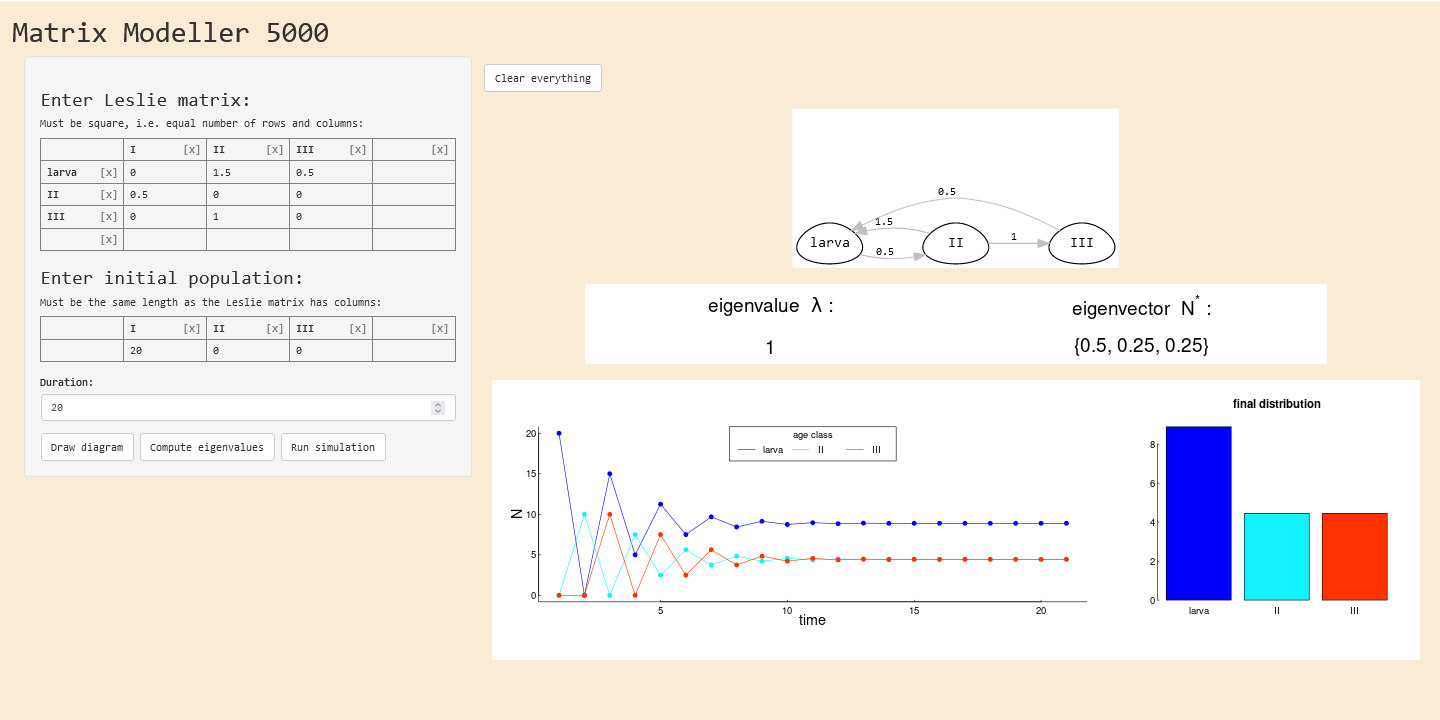 Matrix Modeller 5000
Enter Leslie matrix:
Must be square, i.e. equal number of rows and columns:
I [x] II [x] III [x] [x]
larva [x] 0 1.5 0.5
II [x] 0.5 0 0
III [x] 0 1 0
[x]
Enter initial population:
Must be the same length as the Leslie matrix has columns:
I [x] II [x] III [x] [x]
20 0 0
Duration:
20
Draw diagram Compute eigenvalues Run simulation
Clear everything
0.5
1.5
larva II 1 III
0.5
eigenvalue λ : eigenvector N* :
1 {0.5, 0.25, 0.25}
age class
larva II III
N
20
15
10
5
0
5 10 15 20
time
final distribution
8
6
4
2
0
larva II III